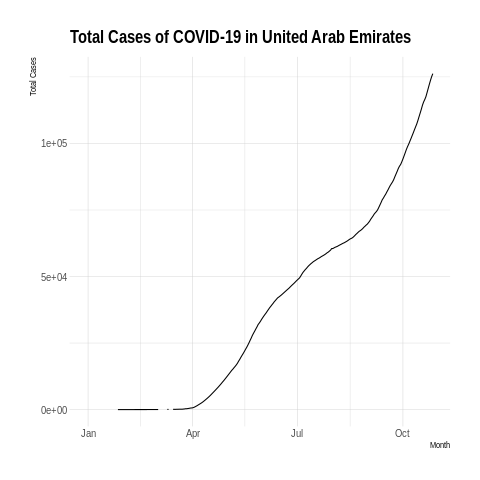 Total Cases of COVID-19 in United Arab Emirates
Total Cases
1e+05
5e+04
0e+00
Jan Apr Jul Oct
Month